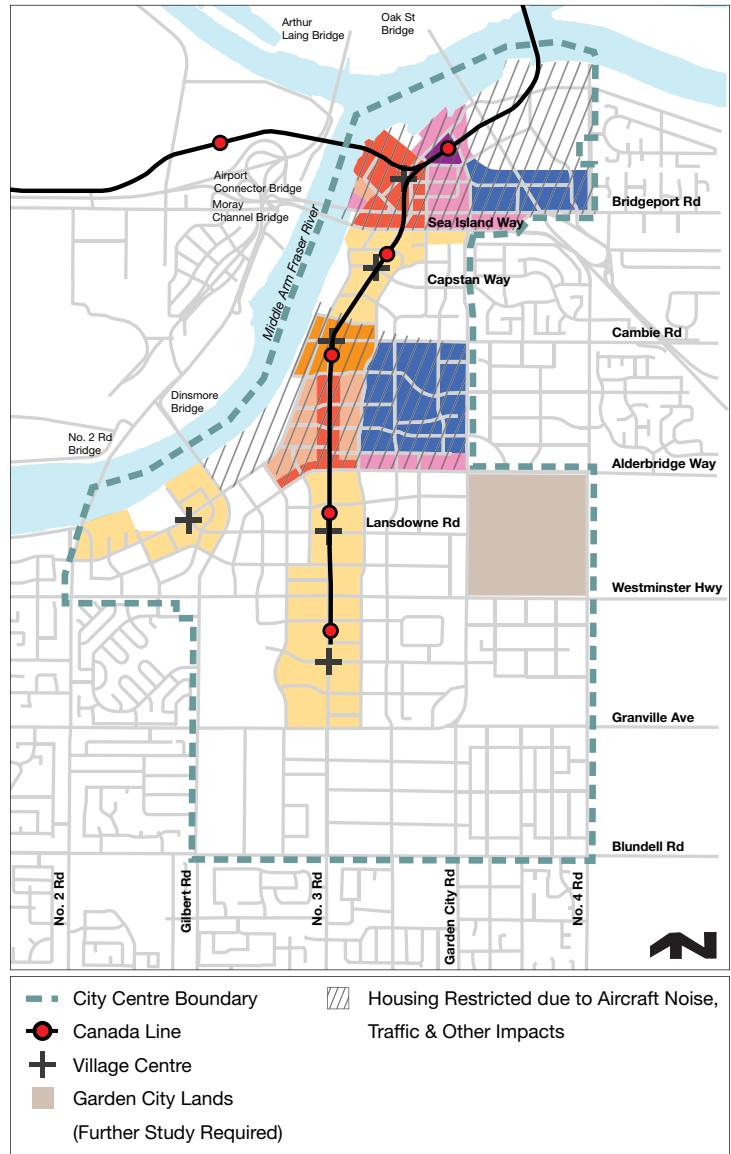 Arthur
Laing Bridge
Oak St
Bridge
Airport
Connector Bridge
Moray
Channel Bridge
Bridgeport Rd
Sea Island Way
Middle Arm Fraser River
Capstan Way
Cambie Rd
Dinsmore
Bridge
No. 2 Rd
Bridge
Alderbridge Way
Lansdowne Rd
Westminster Hwy
Granville Ave
Blundell Rd
No. 2 Rd
Gilbert Rd
No. 3 Rd
Garden City Rd
No. 4 Rd
N
City Centre Boundary
Canada Line
Village Centre
Garden City Lands
(Further Study Required)
Housing Restricted due to Aircraft Noise,
Traffic & Other Impacts